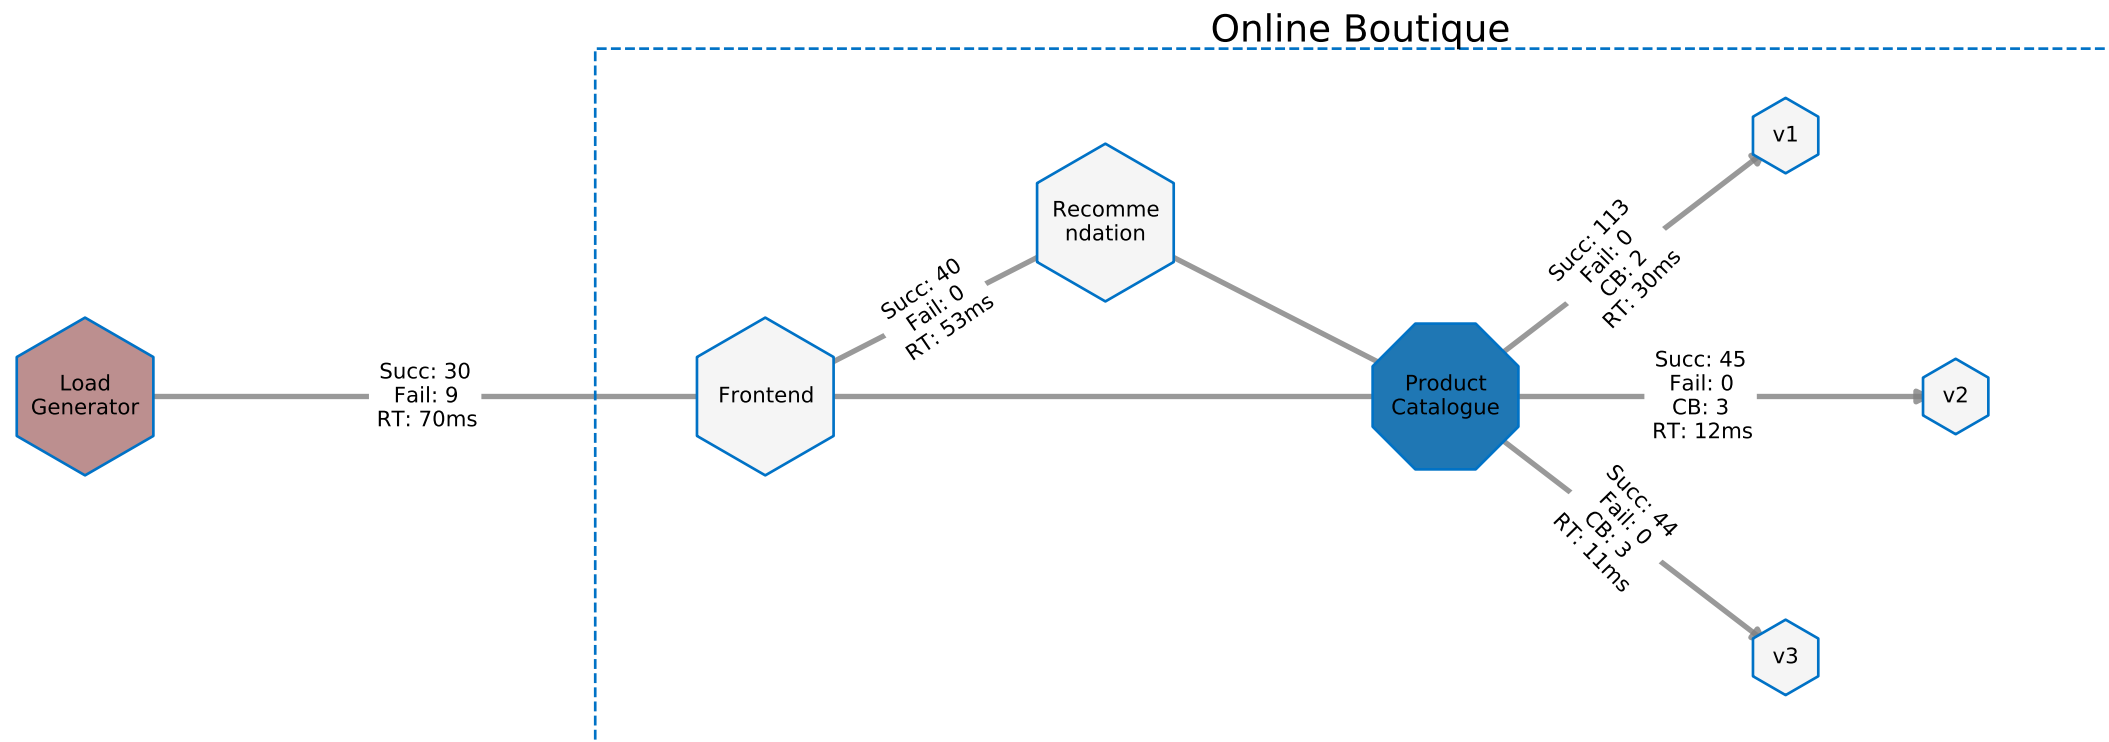 Online Boutique
Load
Generator
Succ: 30
Fail: 9
RT: 70ms
Frontend
Succ: 40
Fail: 0
RT: 53ms
Recomme
ndation
Product
Catalogue
Succ: 113
Fail: 0
CB: 2
RT: 30ms
v1
Succ: 45
Fail: 0
CB: 3
RT: 12ms
v2
Succ: 44
Fail: 0
CB: 3
RT: 11ms
v3